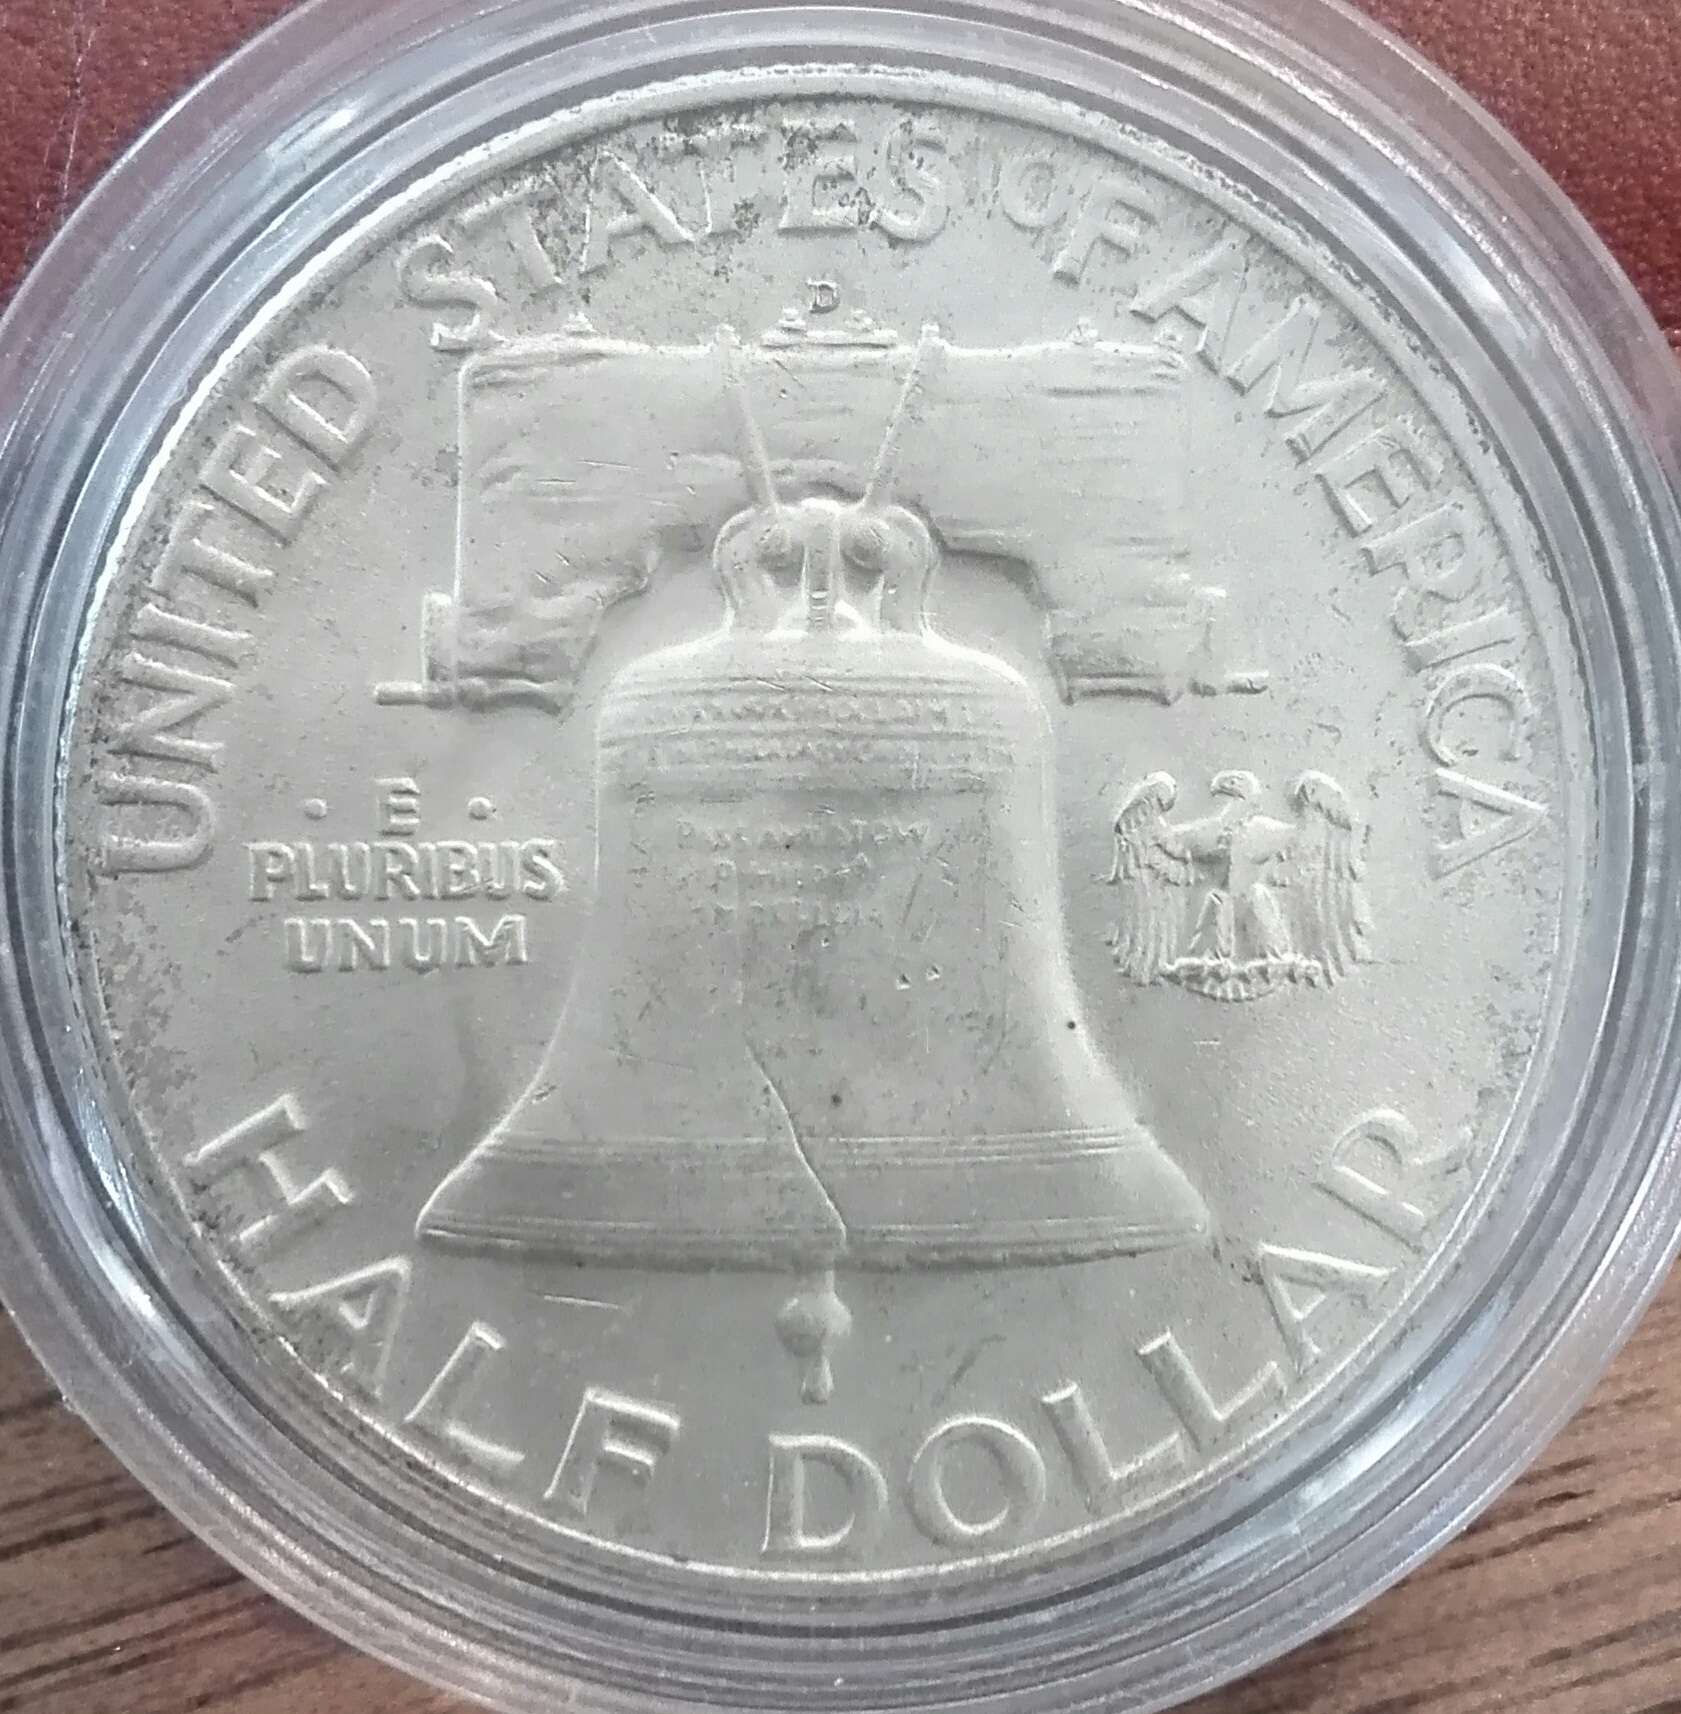 UNITED STATES OF AMERICA
D
· E ·
PLURIBUS
UNUM
HALF DOLLAR